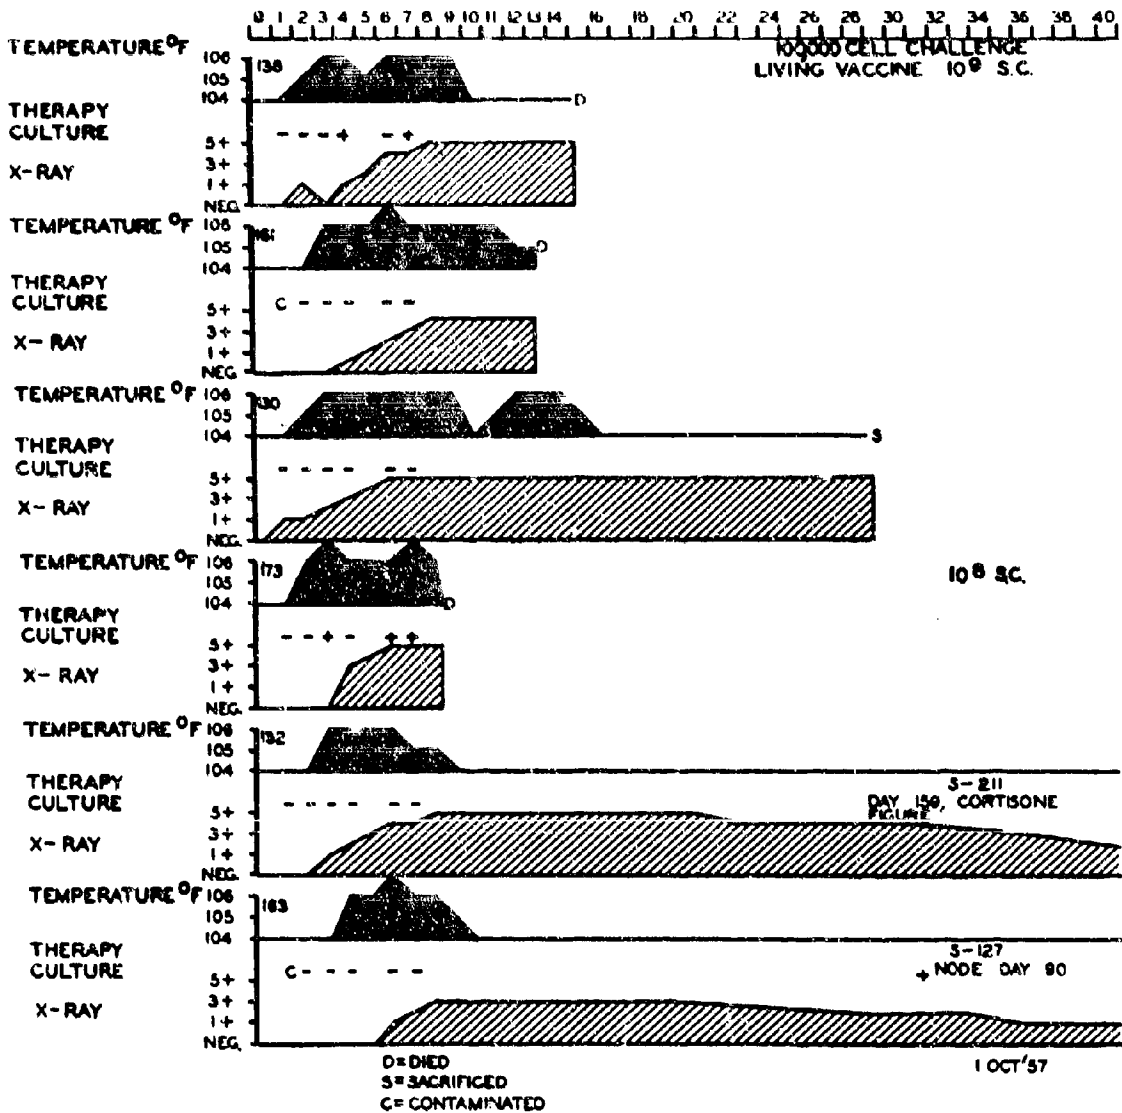 0 1 2 3 4 5 6 7 8 9 10 11 12 13 14 16 18 20 22 24 26 28 30 32 34 36 38 40
100,000 CELL CHALLENGE
LIVING VACCINE 10⁹ S.C.
TEMPERATURE °F
106
105
104
138
D
THERAPY
CULTURE
- - - + - +
X-RAY
5+
3+
1+
NEG.
TEMPERATURE °F
106
105
104
161
D
THERAPY
CULTURE
C - - - - -
X-RAY
5+
3+
1+
NEG.
TEMPERATURE °F
106
105
104
130
S
THERAPY
CULTURE
- - - - - -
X-RAY
5+
3+
1+
NEG.
TEMPERATURE °F
106
105
104
173
D
10⁸ S.C.
THERAPY
CULTURE
- - + - + +
X-RAY
5+
3+
1+
NEG.
TEMPERATURE °F
106
105
104
132
THERAPY
CULTURE
- - - - - -
S-211
DAY 159, CORTISONE
FIGURE
X-RAY
5+
3+
1+
NEG.
TEMPERATURE °F
106
105
104
163
THERAPY
CULTURE
C - - - - -
S-127
+ NODE DAY 90
X-RAY
5+
3+
1+
NEG.
D=DIED
S=SACRIFICED
C=CONTAMINATED
1 OCT'57